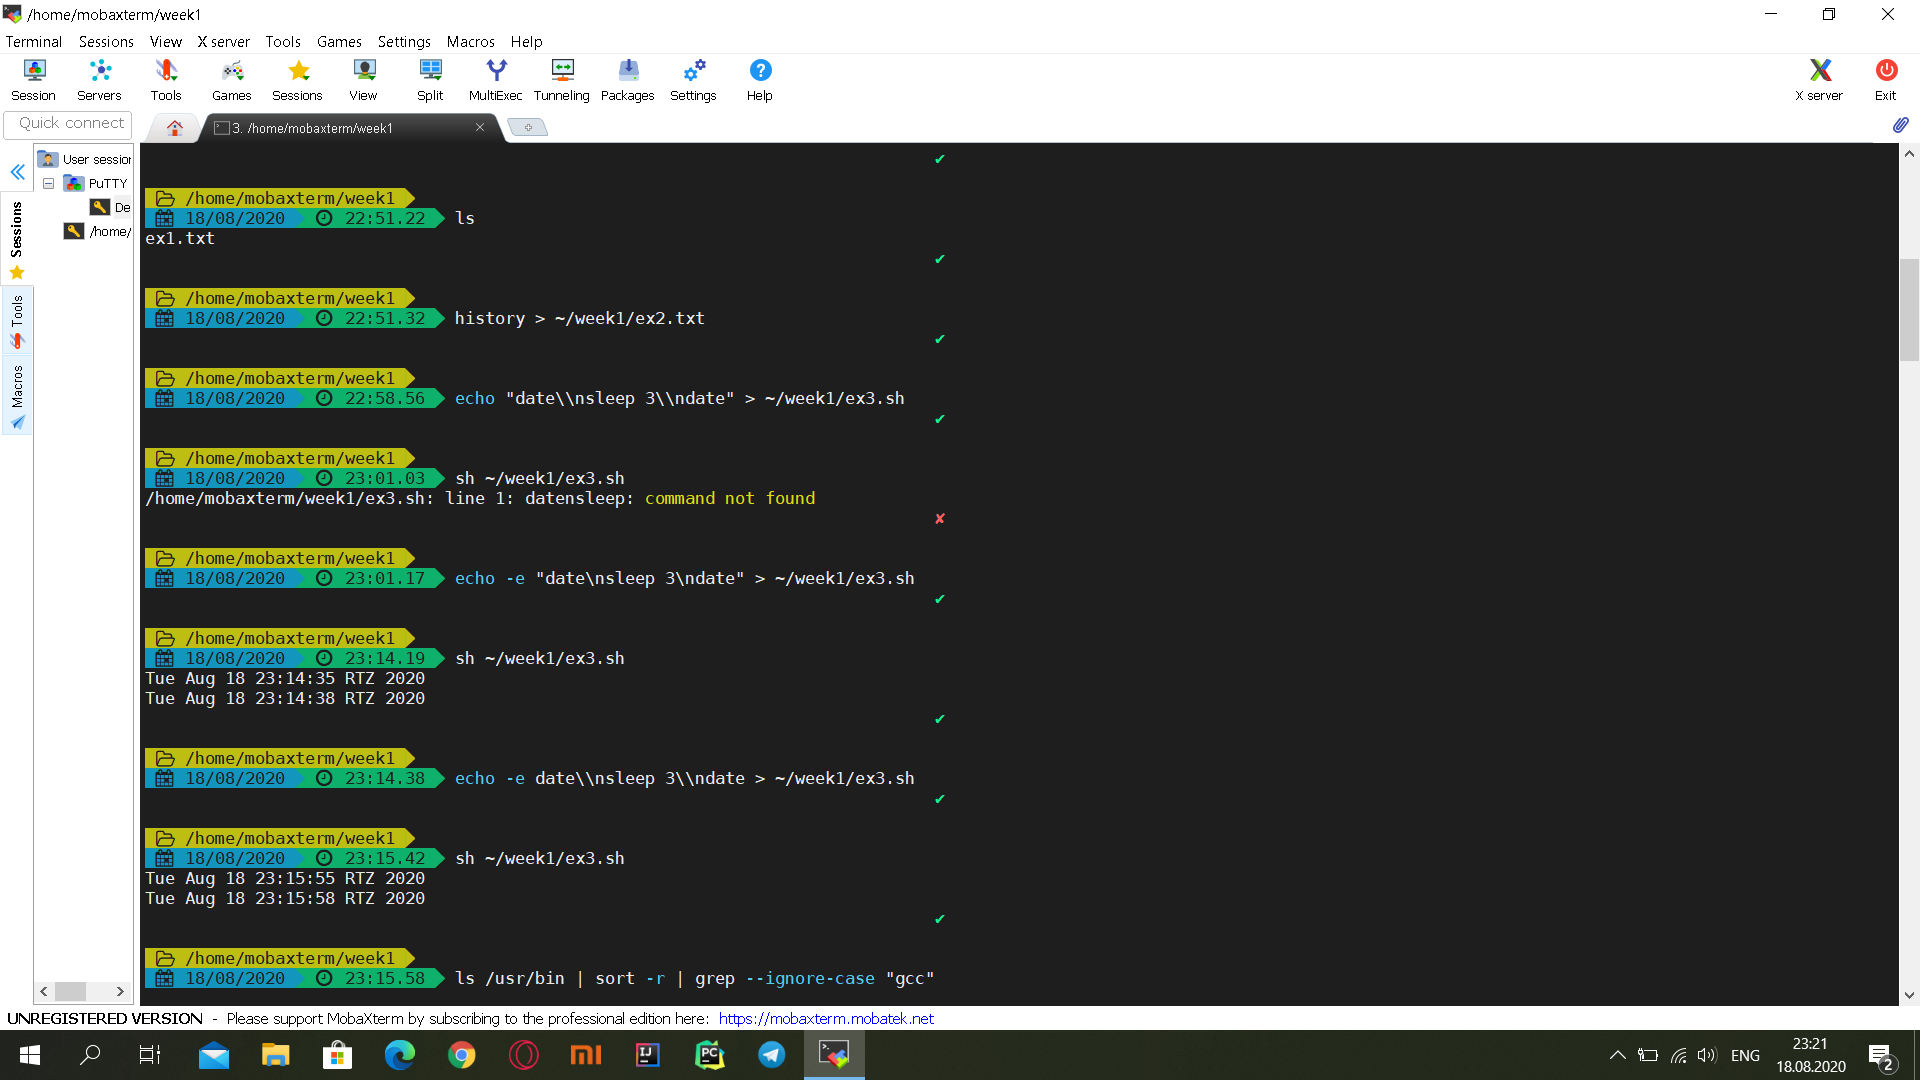 /home/mobaxterm/week1
Terminal Sessions View X server Tools Games Settings Macros Help
Session Servers Tools Games Sessions View Split MultiExec Tunneling Packages Settings Help X server Exit
Quick connect
3. /home/mobaxterm/week1
User session
PuTTY
De
/home/
Sessions
Tools
Macros
/home/mobaxterm/week1
18/08/2020 22:51.22 ls
ex1.txt
/home/mobaxterm/week1
18/08/2020 22:51.32 history > ~/week1/ex2.txt
/home/mobaxterm/week1
18/08/2020 22:58.56 echo "date\\nsleep 3\\ndate" > ~/week1/ex3.sh
/home/mobaxterm/week1
18/08/2020 23:01.03 sh ~/week1/ex3.sh
/home/mobaxterm/week1/ex3.sh: line 1: datensleep: command not found
/home/mobaxterm/week1
18/08/2020 23:01.17 echo -e "date\nsleep 3\ndate" > ~/week1/ex3.sh
/home/mobaxterm/week1
18/08/2020 23:14.19 sh ~/week1/ex3.sh
Tue Aug 18 23:14:35 RTZ 2020
Tue Aug 18 23:14:38 RTZ 2020
/home/mobaxterm/week1
18/08/2020 23:14.38 echo -e date\\nsleep 3\\ndate > ~/week1/ex3.sh
/home/mobaxterm/week1
18/08/2020 23:15.42 sh ~/week1/ex3.sh
Tue Aug 18 23:15:55 RTZ 2020
Tue Aug 18 23:15:58 RTZ 2020
/home/mobaxterm/week1
18/08/2020 23:15.58 ls /usr/bin | sort -r | grep --ignore-case "gcc"
UNREGISTERED VERSION - Please support MobaXterm by subscribing to the professional edition here: https://mobaxterm.mobatek.net
ENG
23:21
18.08.2020
2